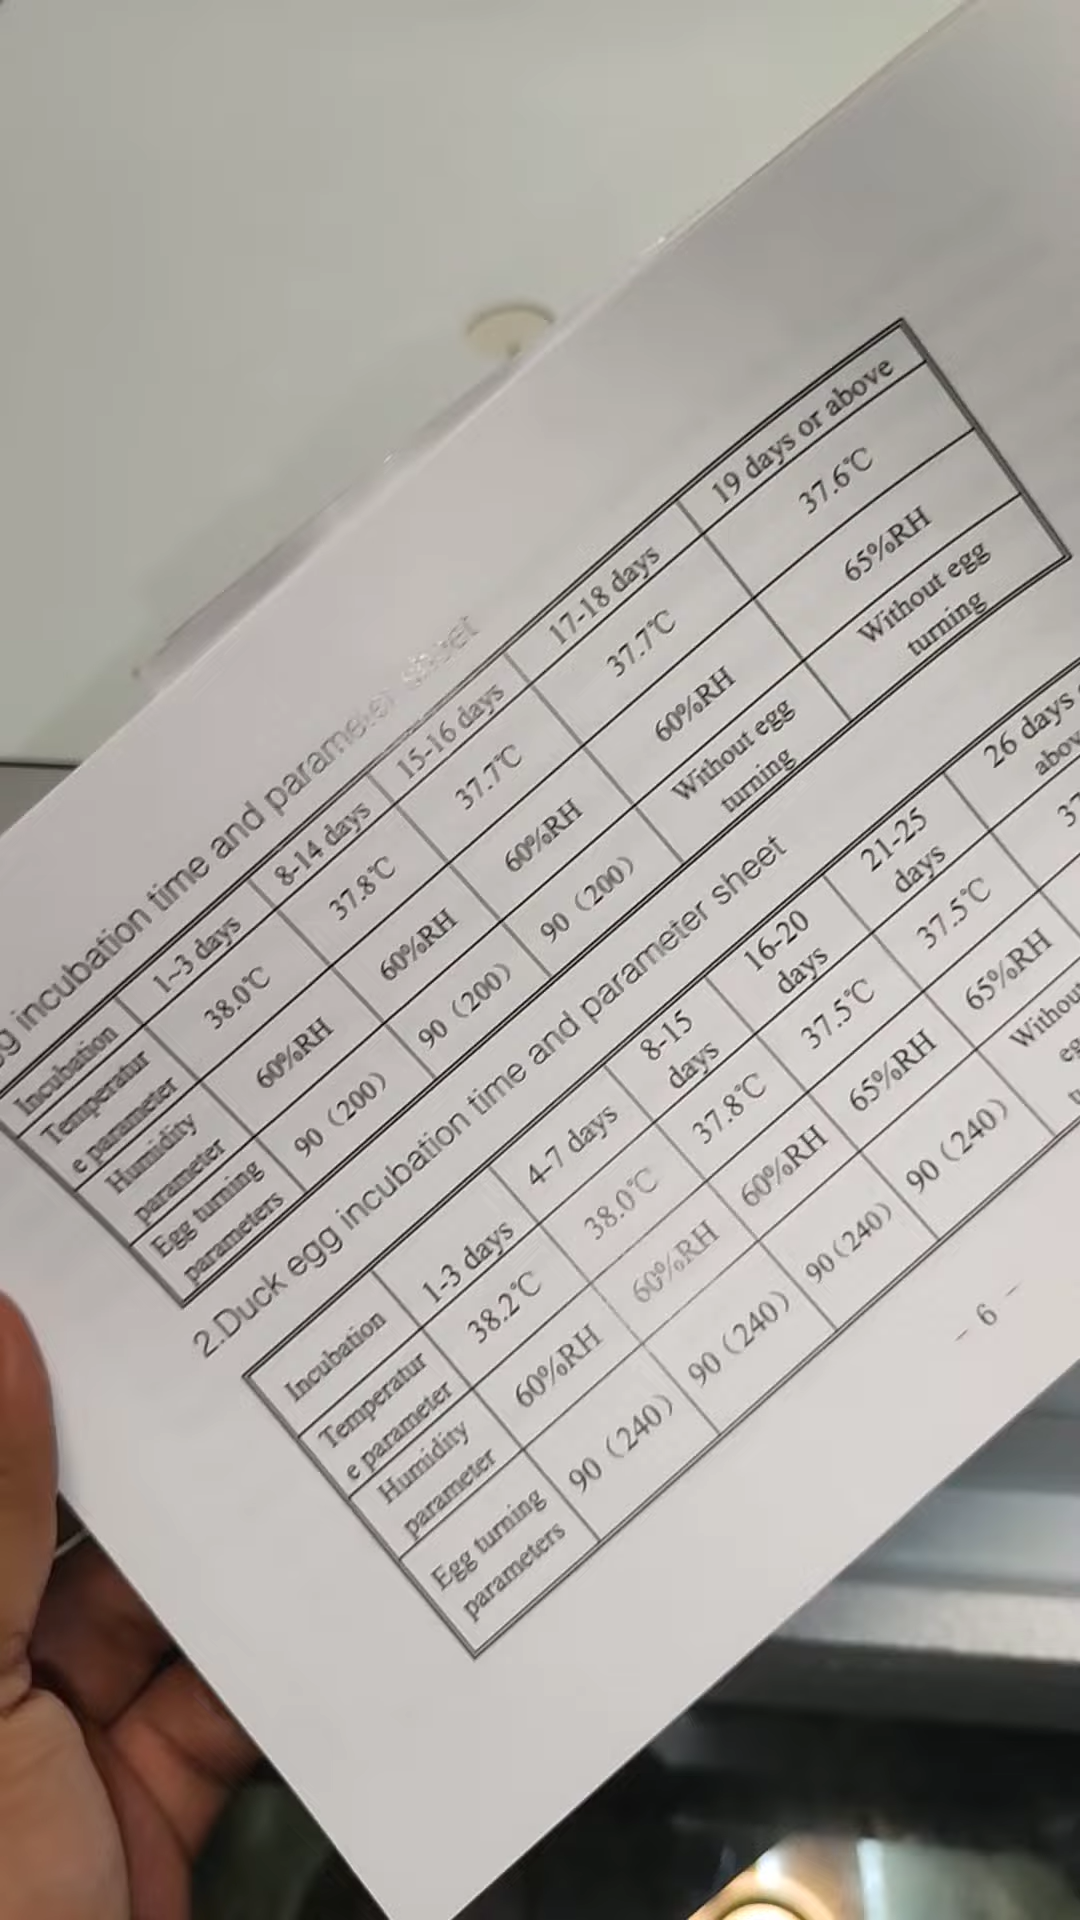 incubation time and parameter sheet
Incubation 1~3 days 8-14 days 15-16 days 17-18 days 19 days or above
Temperatur
e parameter 38.0℃ 37.8℃ 37.7℃ 37.7℃ 37.6℃
Humidity
parameter 60%RH 60%RH 60%RH 60%RH 65%RH
Egg turning
parameters 90（200） 90（200） 90（200） Without egg
turning Without egg
turning
2.Duck egg incubation time and parameter sheet
Incubation 1-3 days 4-7 days 8-15
days 16-20
days 21-25
days 26 days
Temperatur
e parameter 38.2℃ 38.0℃ 37.8℃ 37.5℃ 37.5℃
Humidity
parameter 60%RH 60%RH 60%RH 65%RH 65%RH
Egg turning
parameters 90（240） 90（240） 90（240） 90（240） Without
- 6 -